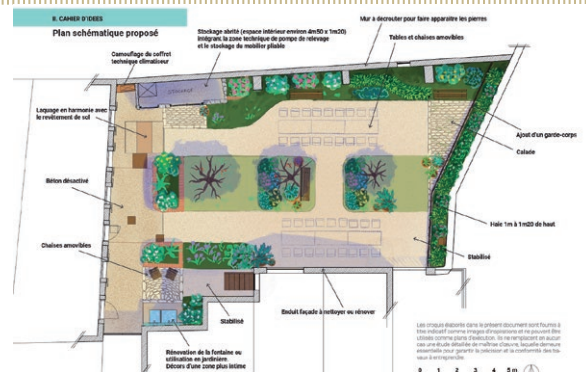 B. CAHIER D'IDEES
Plan schématique proposé
Camouflage du coffret
technique climatiseur
Stockage abrité (espace intérieur environ 4m50 x 1m20)
intégrant la zone technique de pompe de relevage
et le stockage du mobilier pliable
Mur à décrouter pour faire apparaître les pierres
Tables et chaises amovibles
Laquage en harmonie avec
le revêtement de sol
Ajout d'un garde-corps
Calade
Béton désactivé
Haie 1m à 1m20 de haut
Chaises amovibles
Stabilisé
Stabilisé
Enduit façade à nettoyer ou rénover
Rénovation de la fontaine ou
utilisation en jardinière.
Décors d'une zone plus intime
Les croquis élaborés dans le présent document sont fournis à
titre indicatif comme images d'inspirations et ne peuvent être
utilisés comme plans d'exécution. Ils ne remplacent en aucun
cas une étude détaillée de maîtrise d'œuvre, laquelle demeure
essentielle pour garantir la précision et la conformité des tra-
vaux à entreprendre.
0 1 2 3 4 5 m